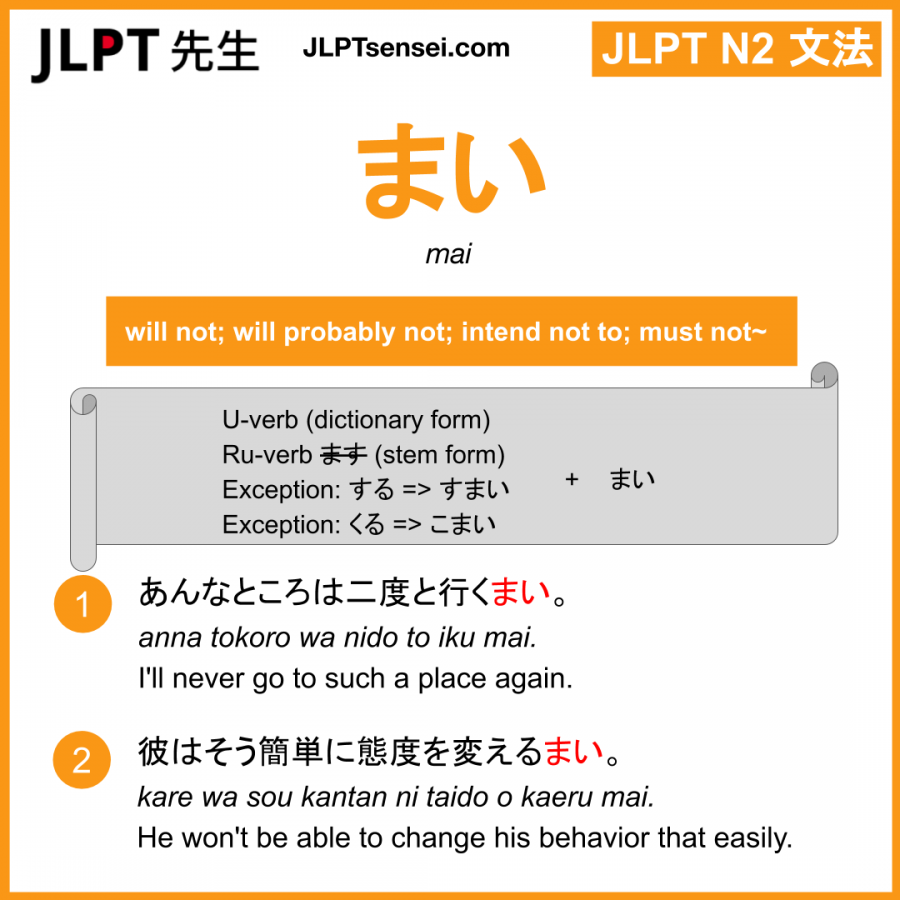 JLPT 先生
JLPTsensei.com
JLPT N2 文法
まい
mai
will not; will probably not; intend not to; must not~
U-verb (dictionary form)
Ru-verb ます (stem form)
Exception: する => すまい
Exception: くる => こまい
+ まい
1
あんなところは二度と行くまい。
anna tokoro wa nido to iku mai.
I'll never go to such a place again.
2
彼はそう簡単に態度を変えるまい。
kare wa sou kantan ni taido o kaeru mai.
He won't be able to change his behavior that easily.